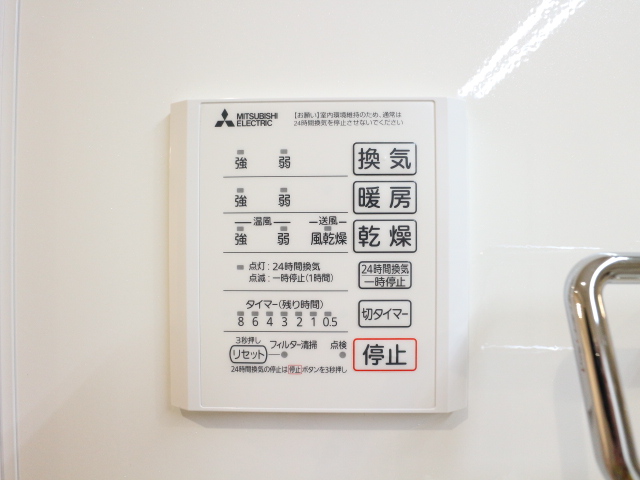 MITSUBISHI
ELECTRIC
【お願い】室内環境維持のため、通常は
24時間換気を停止させないでください
強 弱 換気
強 弱 暖房
温風 送風
強 弱 風乾燥 乾燥
点灯:24時間換気
点滅:一時停止(1時間)
24時間換気
一時停止
タイマー(残り時間)
8 6 4 3 2 1 0.5
切タイマー
3秒押し
リセット フィルター清掃 点検
停止
24時間換気の停止は停止ボタンを3秒押し